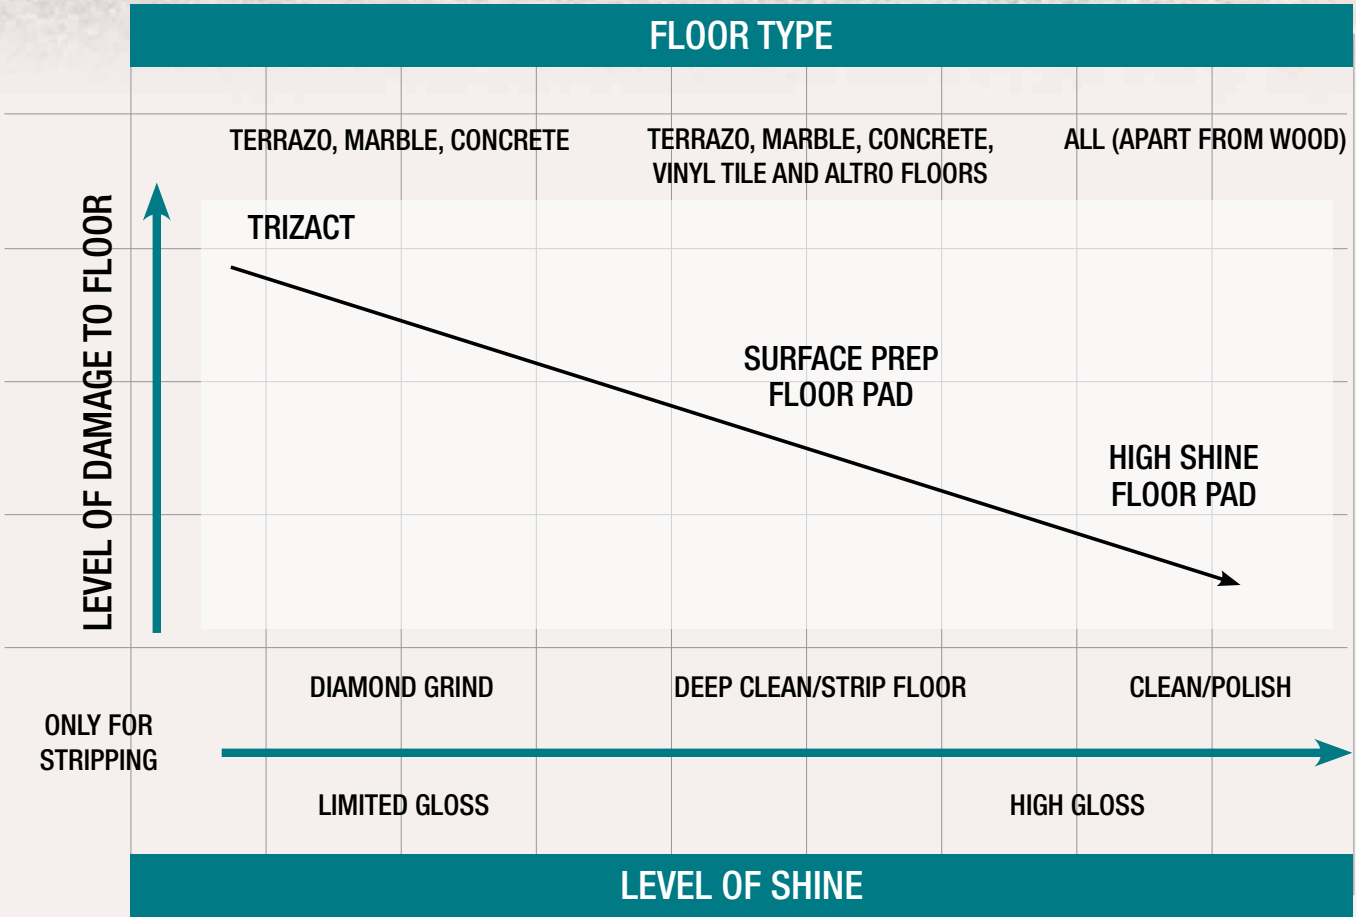 FLOOR TYPE
TERRAZO, MARBLE, CONCRETE
TERRAZO, MARBLE, CONCRETE,
VINYL TILE AND ALTRO FLOORS
ALL (APART FROM WOOD)
LEVEL OF DAMAGE TO FLOOR
TRIZACT
SURFACE PREP
FLOOR PAD
HIGH SHINE
FLOOR PAD
DIAMOND GRIND
DEEP CLEAN/STRIP FLOOR
CLEAN/POLISH
ONLY FOR
STRIPPING
LIMITED GLOSS
HIGH GLOSS
LEVEL OF SHINE